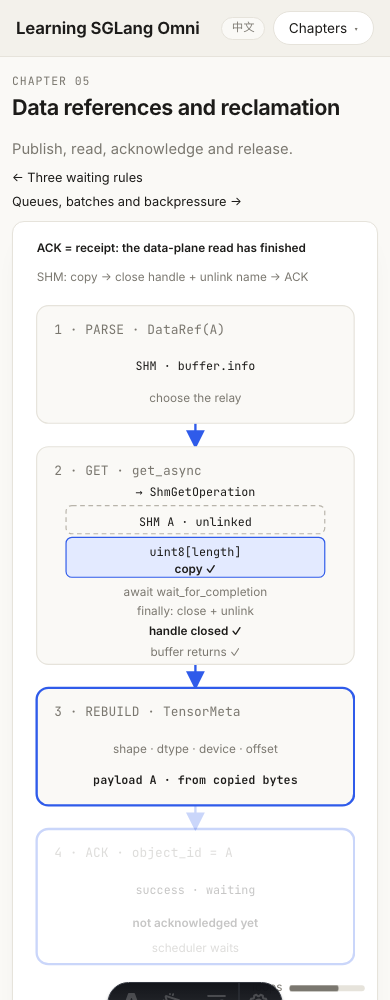 Learning SGLang Omni
中文
Chapters
CHAPTER 05
Data references and reclamation
Publish, read, acknowledge and release.
← Three waiting rules
Queues, batches and backpressure →
ACK = receipt: the data-plane read has finished
SHM: copy → close handle + unlink name → ACK
1 · PARSE · DataRef(A)
SHM · buffer.info
choose the relay
2 · GET · get_async
→ ShmGetOperation
SHM A · unlinked
uint8[length]
copy ✓
await wait_for_completion
finally: close + unlink
handle closed ✓
buffer returns ✓
3 · REBUILD · TensorMeta
shape · dtype · device · offset
payload A · from copied bytes
4 · ACK · object_id = A
success · waiting
not acknowledged yet
scheduler waits